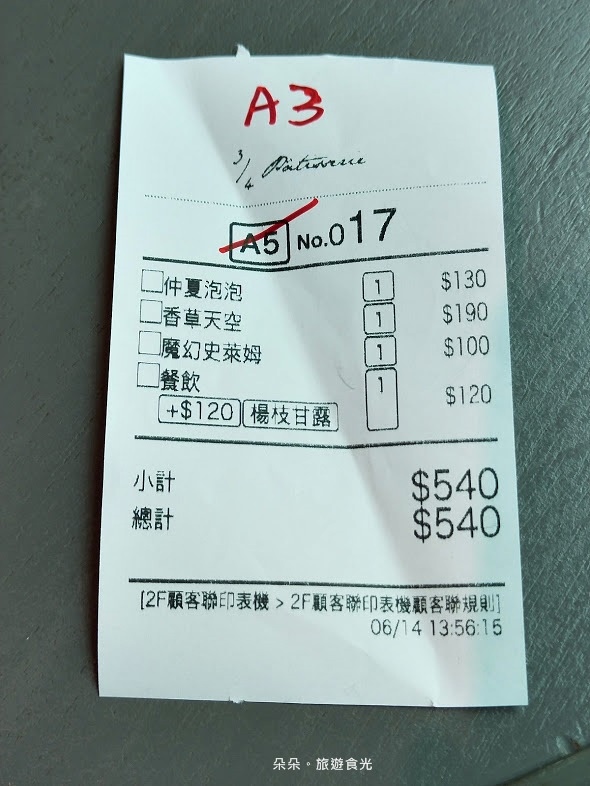 A3
3/4 Pâtisserie
A5 No.017
仲夏泡泡 1 $130
香草天空 1 $190
魔幻史萊姆 1 $100
餐飲 1 $120
+$120 楊枝甘露
小計 $540
總計 $540
[2F顧客聯印表機 > 2F顧客聯印表機顧客聯規則]
06/14 13:56:15
朵朵。旅遊食光